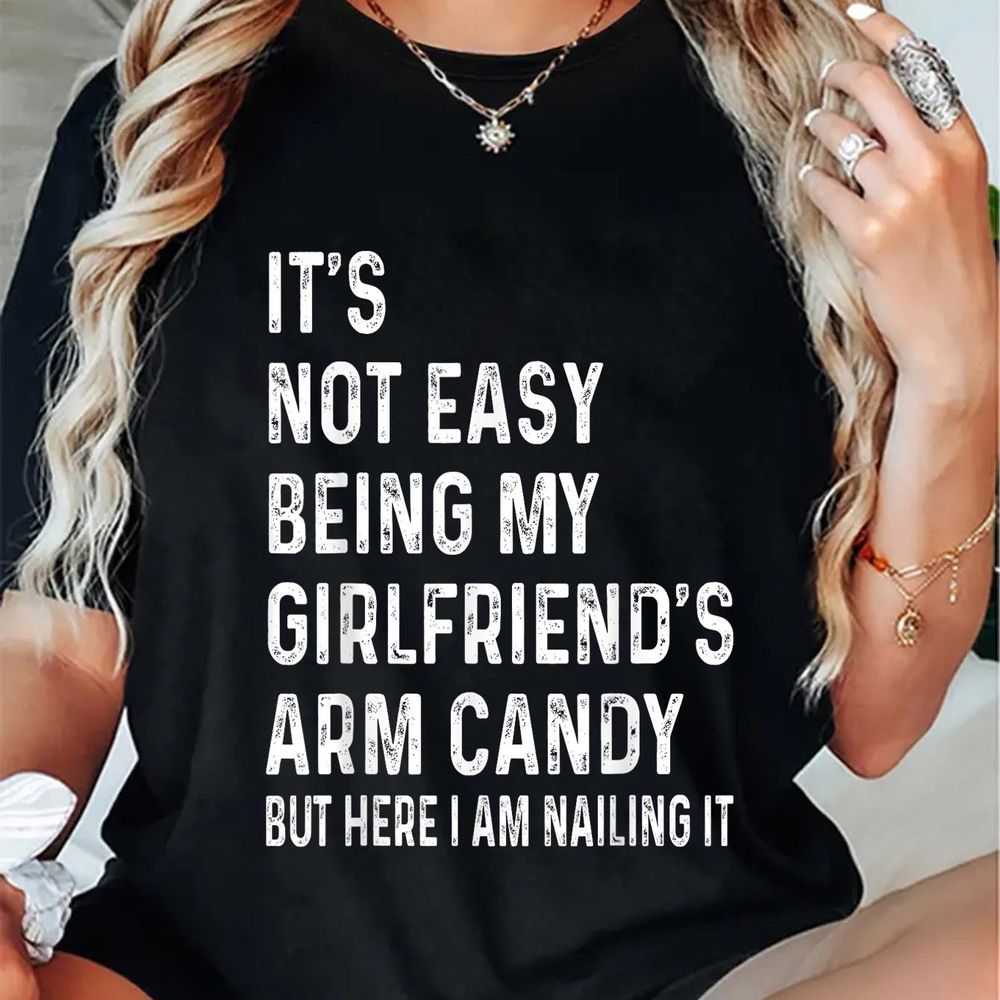 IT'S
NOT EASY
BEING MY
GIRLFRIEND'S
ARM CANDY
BUT HERE I AM NAILING IT